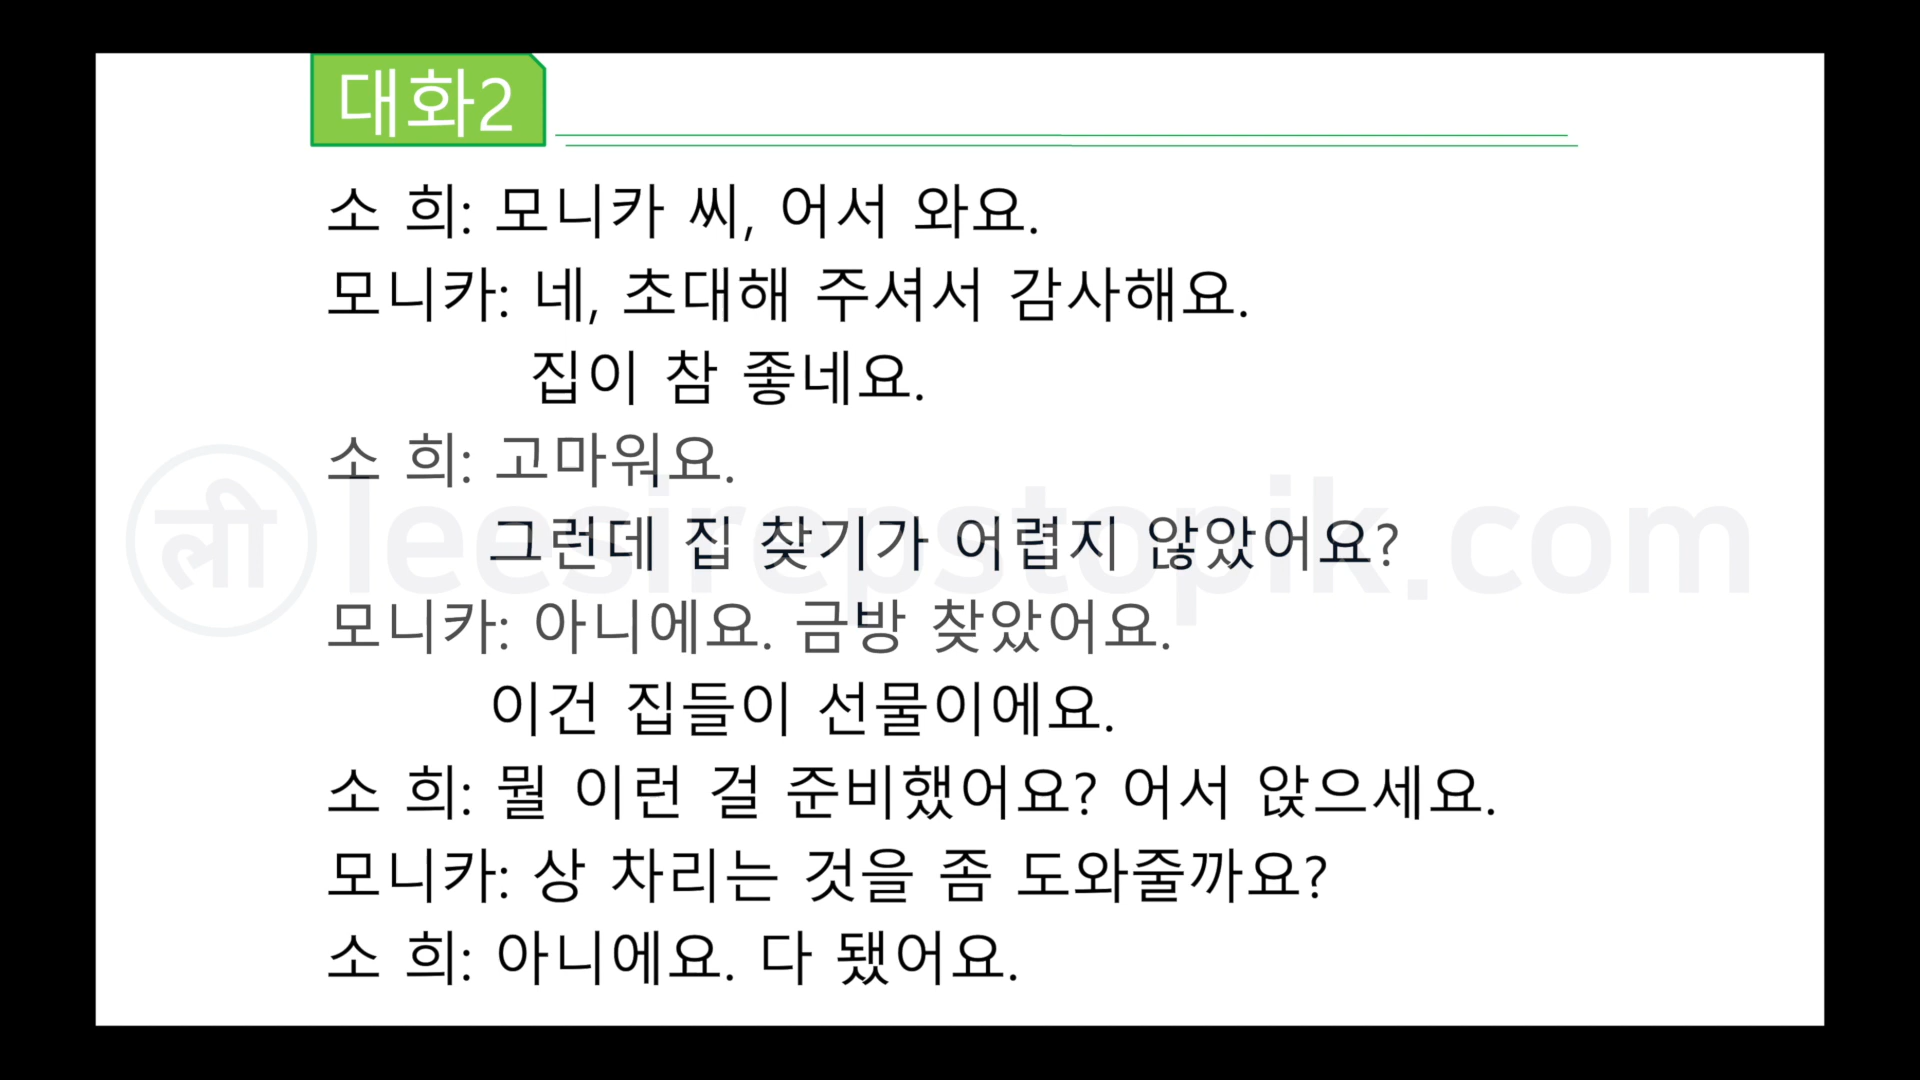 대화2
소 희: 모니카 씨, 어서 와요.
모니카: 네, 초대해 주셔서 감사해요.
집이 참 좋네요.
소 희: 고마워요.
그런데 집 찾기가 어렵지 않았어요?
모니카: 아니에요. 금방 찾았어요.
이건 집들이 선물이에요.
소 희: 뭘 이런 걸 준비했어요? 어서 앉으세요.
모니카: 상 차리는 것을 좀 도와줄까요?
소 희: 아니에요. 다 됐어요.
ली leesirepstopik.com